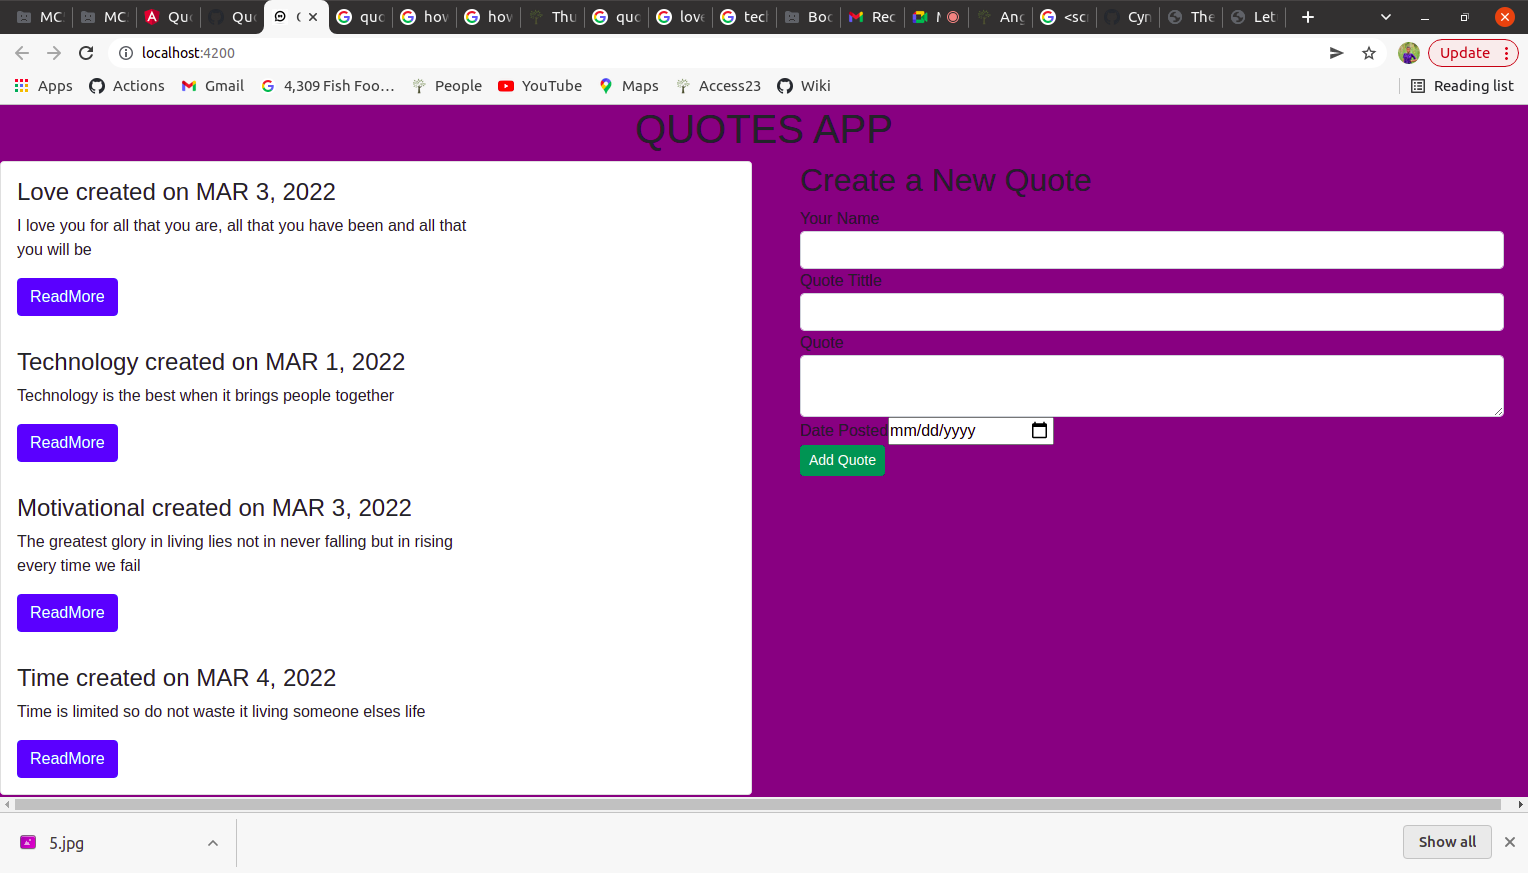 MC
MC
Qu
Qu
quo
how
how
Thu
quo
love
tech
Boo
Rec
Ang
<sc
Cyn
The
Let
localhost:4200
Update
Apps
Actions
Gmail
4,309 Fish Foo...
People
YouTube
Maps
Access23
Wiki
Reading list
QUOTES APP
Love created on MAR 3, 2022
I love you for all that you are, all that you have been and all that
you will be
ReadMore
Technology created on MAR 1, 2022
Technology is the best when it brings people together
ReadMore
Motivational created on MAR 3, 2022
The greatest glory in living lies not in never falling but in rising
every time we fail
ReadMore
Time created on MAR 4, 2022
Time is limited so do not waste it living someone elses life
ReadMore
Create a New Quote
Your Name
Quote Titile
Quote
Date Posted mm/dd/yyyy
Add Quote
5.jpg
Show all